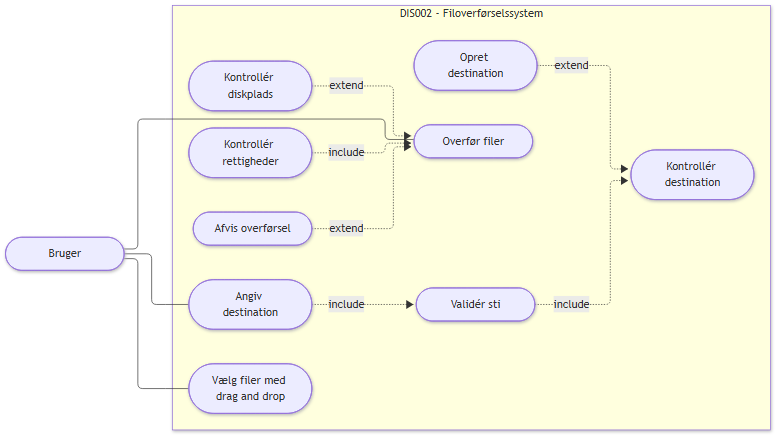 DIS002 - Filoverførselssystem
Opret
destination
extend
Kontrollér
diskplads
extend
Overfør filer
Kontrollér
rettigheder
include
Kontrollér
destination
Afvis overførsel
extend
Bruger
Angiv
destination
include
Validér sti
include
Vælg filer med
drag and drop